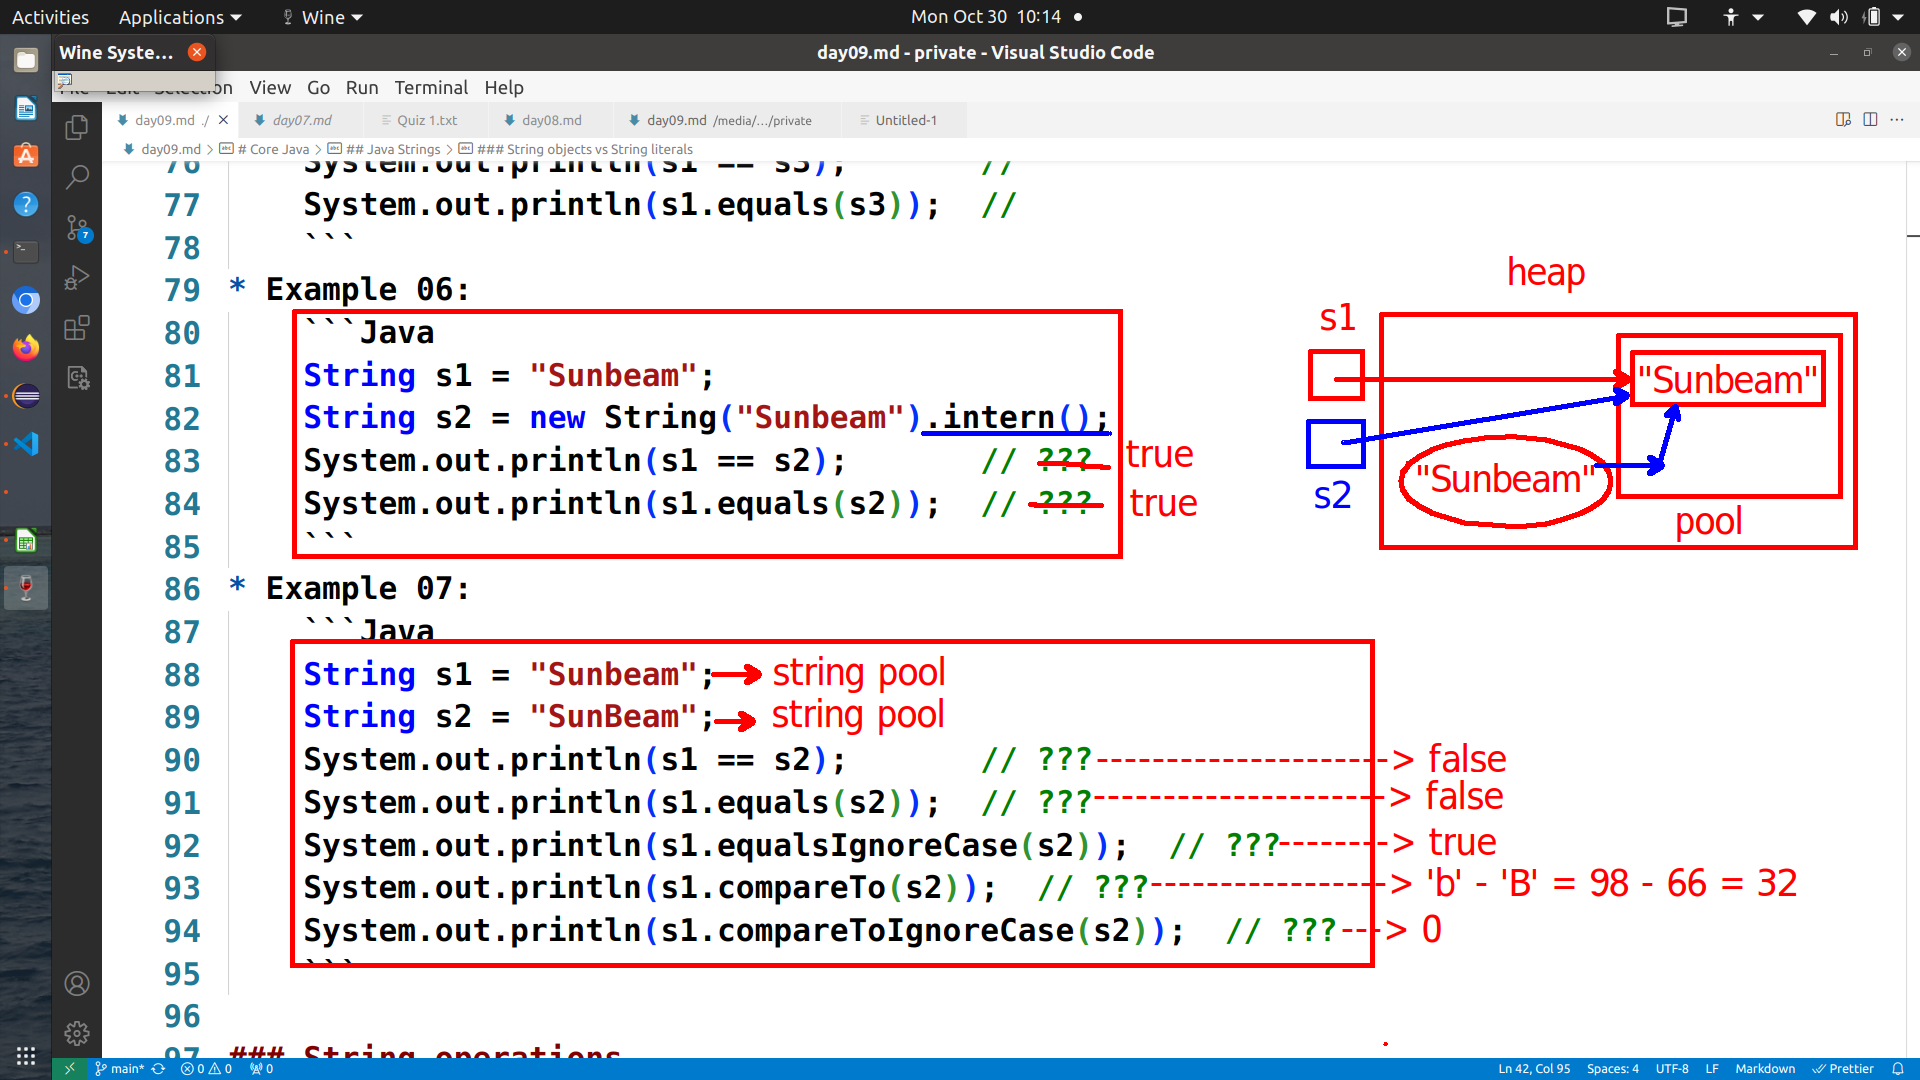 Activities Applications Wine Mon Oct 30 10:14
Wine Syste... day09.md - private - Visual Studio Code
File Edit Selection View Go Run Terminal Help
day09.md ./ day07.md Quiz 1.txt day08.md day09.md /media/.../private Untitled-1
day09.md > # Core Java > ## Java Strings > ### String objects vs String literals
76 System.out.println(s1 == s3); //
77 System.out.println(s1.equals(s3)); //
78 ```
79 * Example 06:
heap
80 ```Java
s1
81 String s1 = "Sunbeam";
"Sunbeam"
82 String s2 = new String("Sunbeam").intern();
83 System.out.println(s1 == s2); // ??? true
"Sunbeam"
84 System.out.println(s1.equals(s2)); // ??? true
s2
pool
85 ```
86 * Example 07:
87 ```Java
88 String s1 = "Sunbeam"; string pool
89 String s2 = "SunBeam"; string pool
90 System.out.println(s1 == s2); // ???---------------------> false
91 System.out.println(s1.equals(s2)); // ???---------------------> false
92 System.out.println(s1.equalsIgnoreCase(s2)); // ???--------> true
93 System.out.println(s1.compareTo(s2)); // ???-----------------> 'b' - 'B' = 98 - 66 = 32
94 System.out.println(s1.compareToIgnoreCase(s2)); // ???---> 0
95 ```
96
97 ### String operations
main* 0 0 0 Ln 42, Col 95 Spaces: 4 UTF-8 LF Markdown Prettier
7